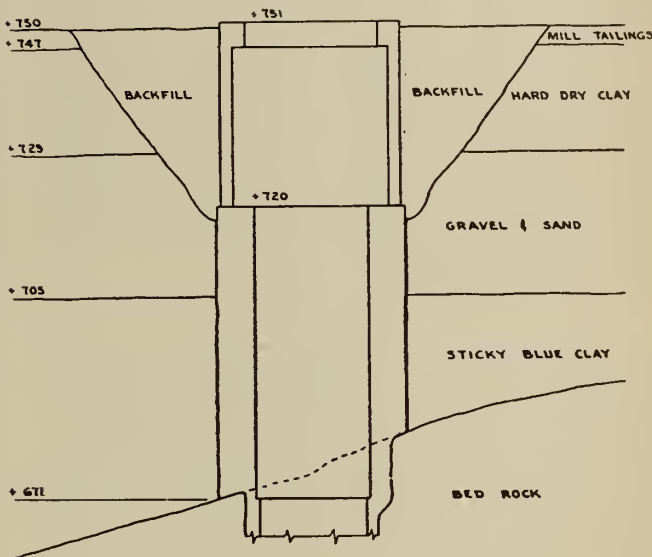 + 750
+ 751
MILL TAILINGS
+ 747
BACKFILL
BACKFILL
HARD DRY CLAY
+ 729
+ 720
GRAVEL & SAND
+ 705
STICKY BLUE CLAY
+ 672
BED ROCK